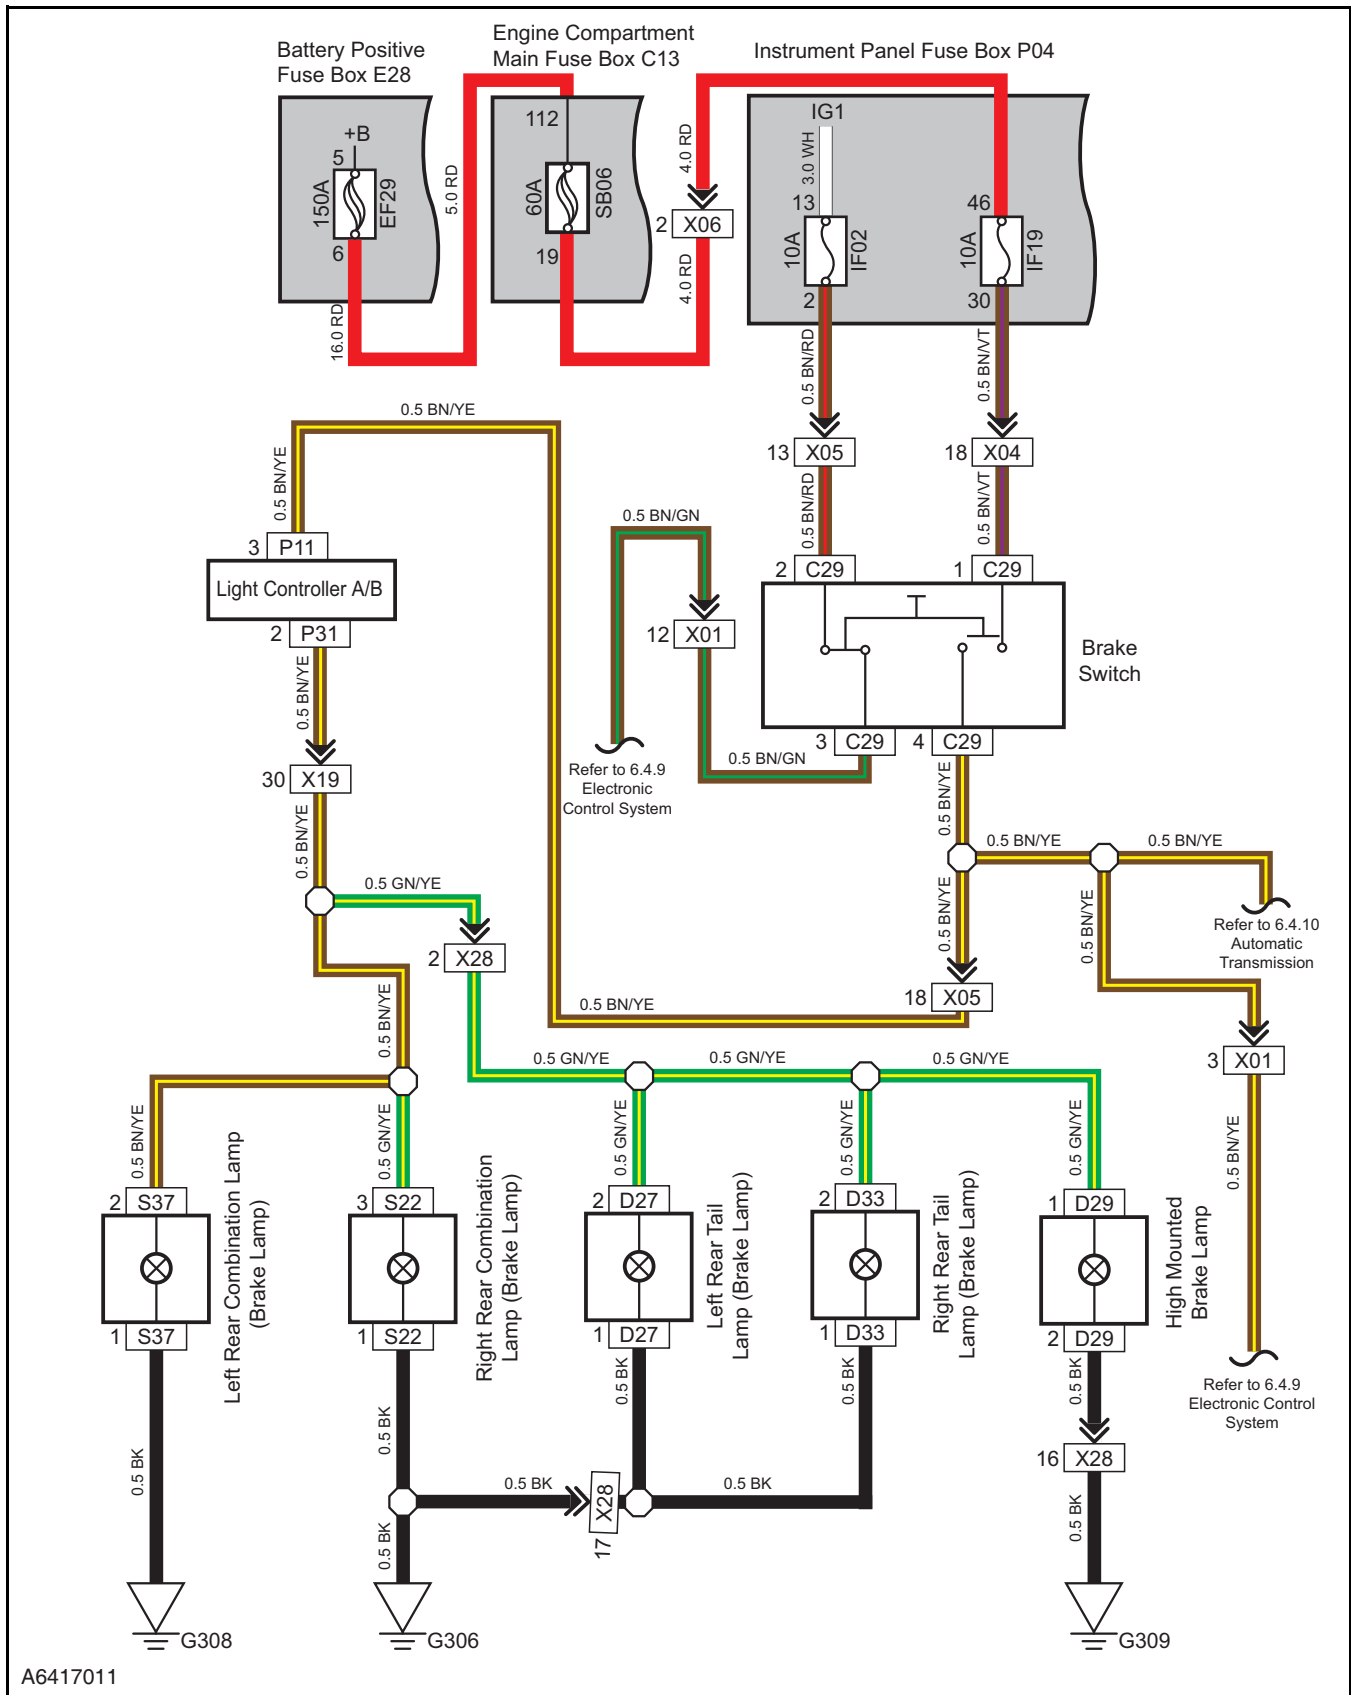 Battery Positive
Fuse Box E28
Engine Compartment
Main Fuse Box C13
Instrument Panel Fuse Box P04
+B
5
150A
EF29
6
16.0 RD
5.0 RD
112
60A
SB06
19
4.0 RD
2 X06
4.0 RD
IG1
3.0 WH
13
10A
IF02
2
46
10A
IF19
30
0.5 BN/RD
0.5 BN/VT
13 X05
18 X04
0.5 BN/RD
0.5 BN/VT
0.5 BN/YE
0.5 BN/YE
3 P11
Light Controller A/B
2 P31
0.5 BN/YE
30 X19
0.5 BN/YE
0.5 BN/GN
12 X01
0.5 BN/GN
Refer to 6.4.9
Electronic
Control System
2 C29
1 C29
Brake
Switch
3 C29
4 C29
0.5 BN/YE
0.5 BN/YE
0.5 BN/YE
0.5 BN/YE
0.5 BN/YE
Refer to 6.4.10
Automatic
Transmission
18 X05
0.5 BN/YE
3 X01
0.5 BN/YE
Refer to 6.4.9
Electronic Control
System
0.5 GN/YE
2 X28
0.5 BN/YE
0.5 GN/YE
0.5 GN/YE
0.5 GN/YE
0.5 BN/YE
0.5 GN/YE
0.5 GN/YE
0.5 GN/YE
0.5 GN/YE
2 S37
1 S37
Left Rear Combination Lamp
(Brake Lamp)
3 S22
1 S22
Right Rear Combination
Lamp (Brake Lamp)
2 D27
1 D27
Left Rear Tail
Lamp (Brake Lamp)
2 D33
1 D33
Right Rear Tail
Lamp (Brake Lamp)
1 D29
2 D29
High Mounted
Brake Lamp
0.5 BK
0.5 BK
0.5 BK
0.5 BK
0.5 BK
0.5 BK
17 X28
0.5 BK
16 X28
0.5 BK
0.5 BK
G308
G306
G309
A6417011